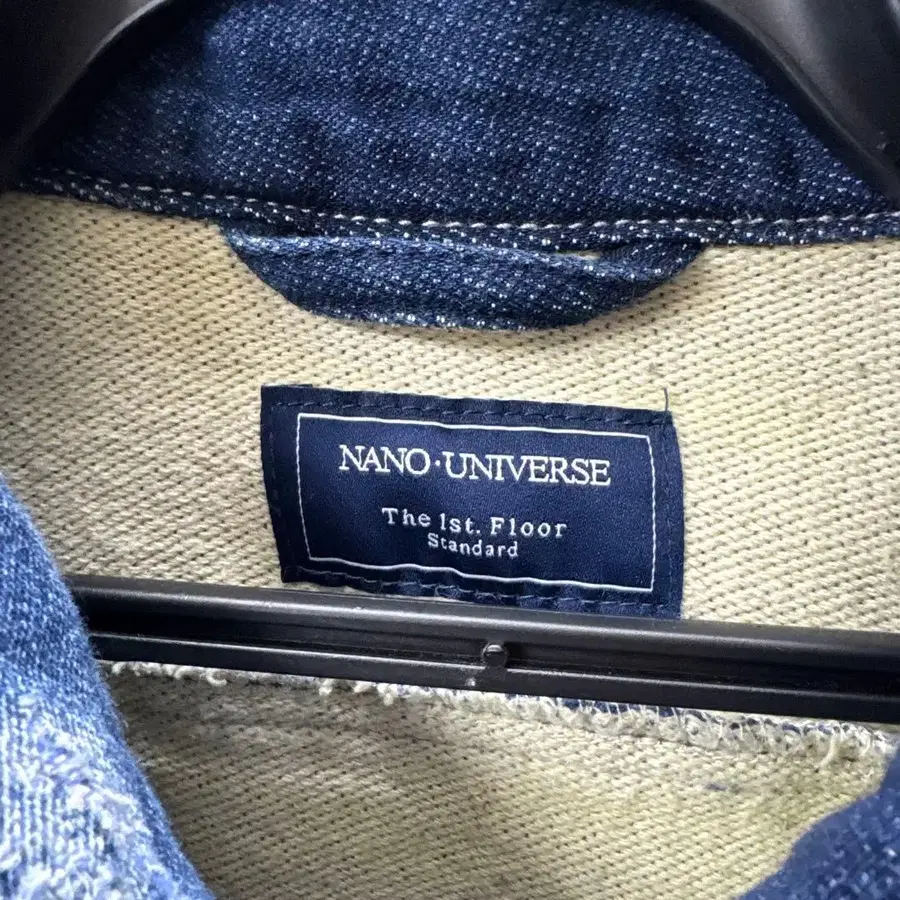 NANO·UNIVERSE
The 1st. Floor
Standard